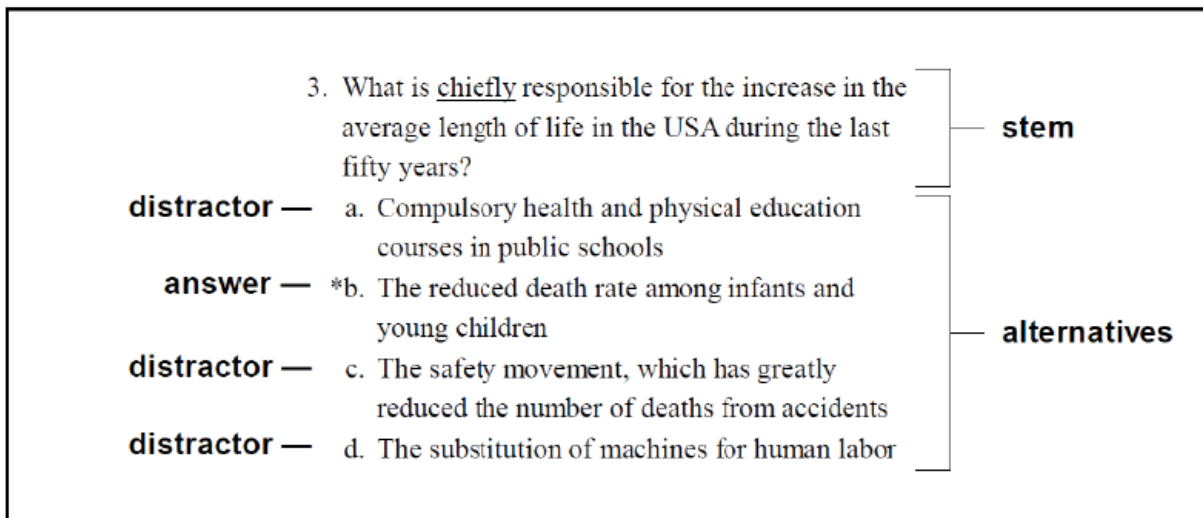 3. What is chiefly responsible for the increase in the
average length of life in the USA during the last
fifty years?
stem
distractor — a. Compulsory health and physical education
courses in public schools
answer — *b. The reduced death rate among infants and
young children
alternatives
distractor — c. The safety movement, which has greatly
reduced the number of deaths from accidents
distractor — d. The substitution of machines for human labor